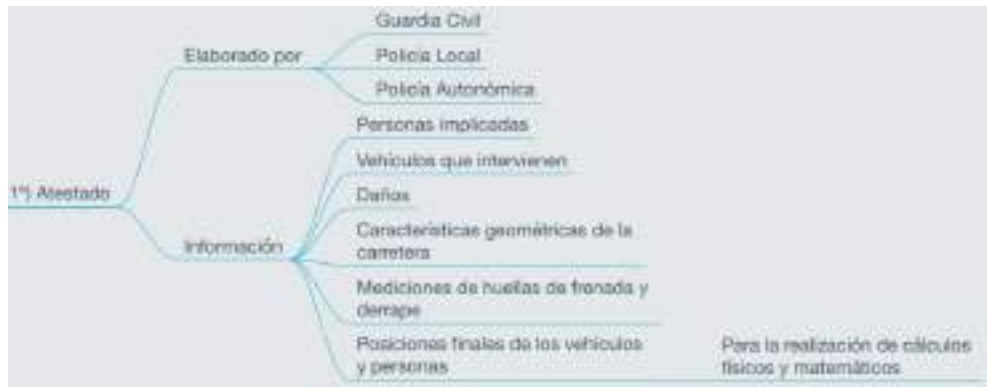 Guardia Civil
Elaborado por
Policía Local
Policía Autonómica
Personas implicadas
Vehículos que intervienen
1º) Atestado
Daños
Características geométricas de la
carretera
Información
Mediciones de huellas de frenada y
derrape
Posiciones finales de los vehículos
y personas
Para la realización de cálculos
físicos y matemáticos